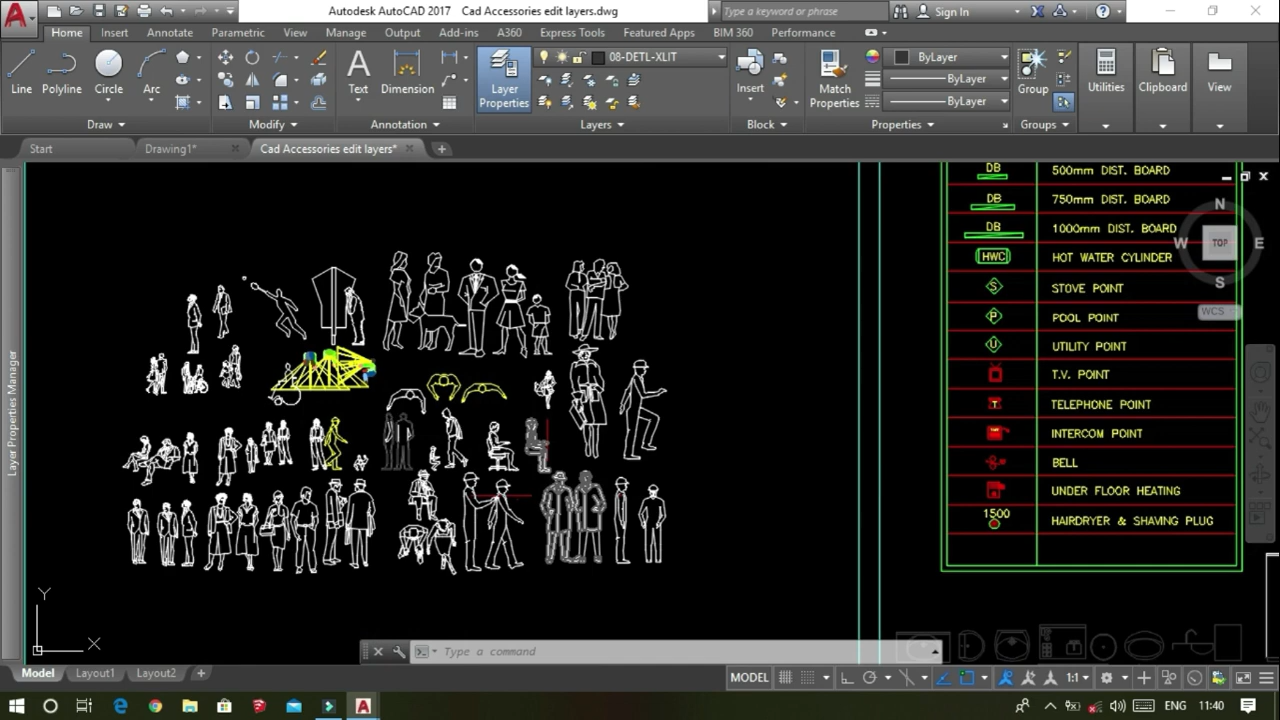 Autodesk AutoCAD 2017 Cad Accessories edit layers.dwg
Type a keyword or phrase
Sign In
Home Insert Annotate Parametric View Manage Output Add-ins A360 Express Tools Featured Apps BIM 360 Performance
Line Polyline Circle Arc
Text Dimension
Layer Properties
08-DETL-XLIT
Insert
Match Properties
ByLayer
ByLayer
ByLayer
Group
Utilities
Clipboard
View
Draw Modify Annotation Layers Block Properties Groups
Start Drawing1* Cad Accessories edit layers*
Layer Properties Manager
DB 500mm DIST. BOARD
DB 750mm DIST. BOARD
DB 1000mm DIST. BOARD
HWC HOT WATER CYLINDER
S STOVE POINT
P POOL POINT
U UTILITY POINT
T.V. POINT
T TELEPHONE POINT
INTERCOM POINT
BELL
UNDER FLOOR HEATING
1500 HAIRDRYER & SHAVING PLUG
N
W TOP E
S
WCS
Y
X
Type a command
Model Layout1 Layout2
MODEL
1:1
ENG 11:40